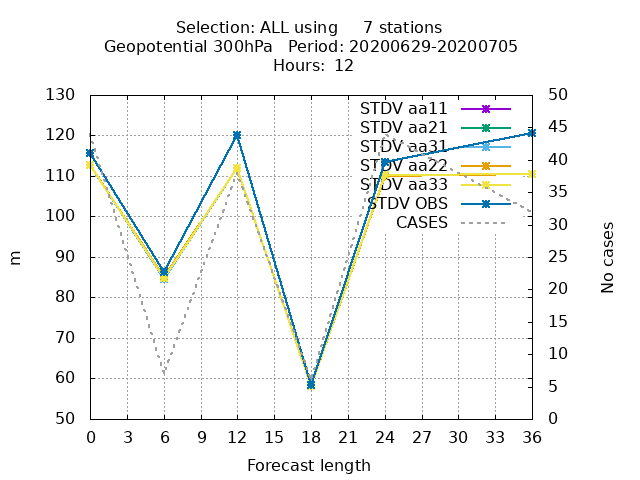 Selection: ALL using     7 stations
Geopotential 300hPa   Period: 20200629-20200705
Hours: 12
130
120
110
100
90
80
70
60
50
m
50
45
40
35
30
25
20
15
10
5
0
No cases
STDV aa11
STDV aa21
STDV aa31
STDV aa22
STDV aa33
STDV OBS
CASES
0 3 6 9 12 15 18 21 24 27 30 33 36
Forecast length